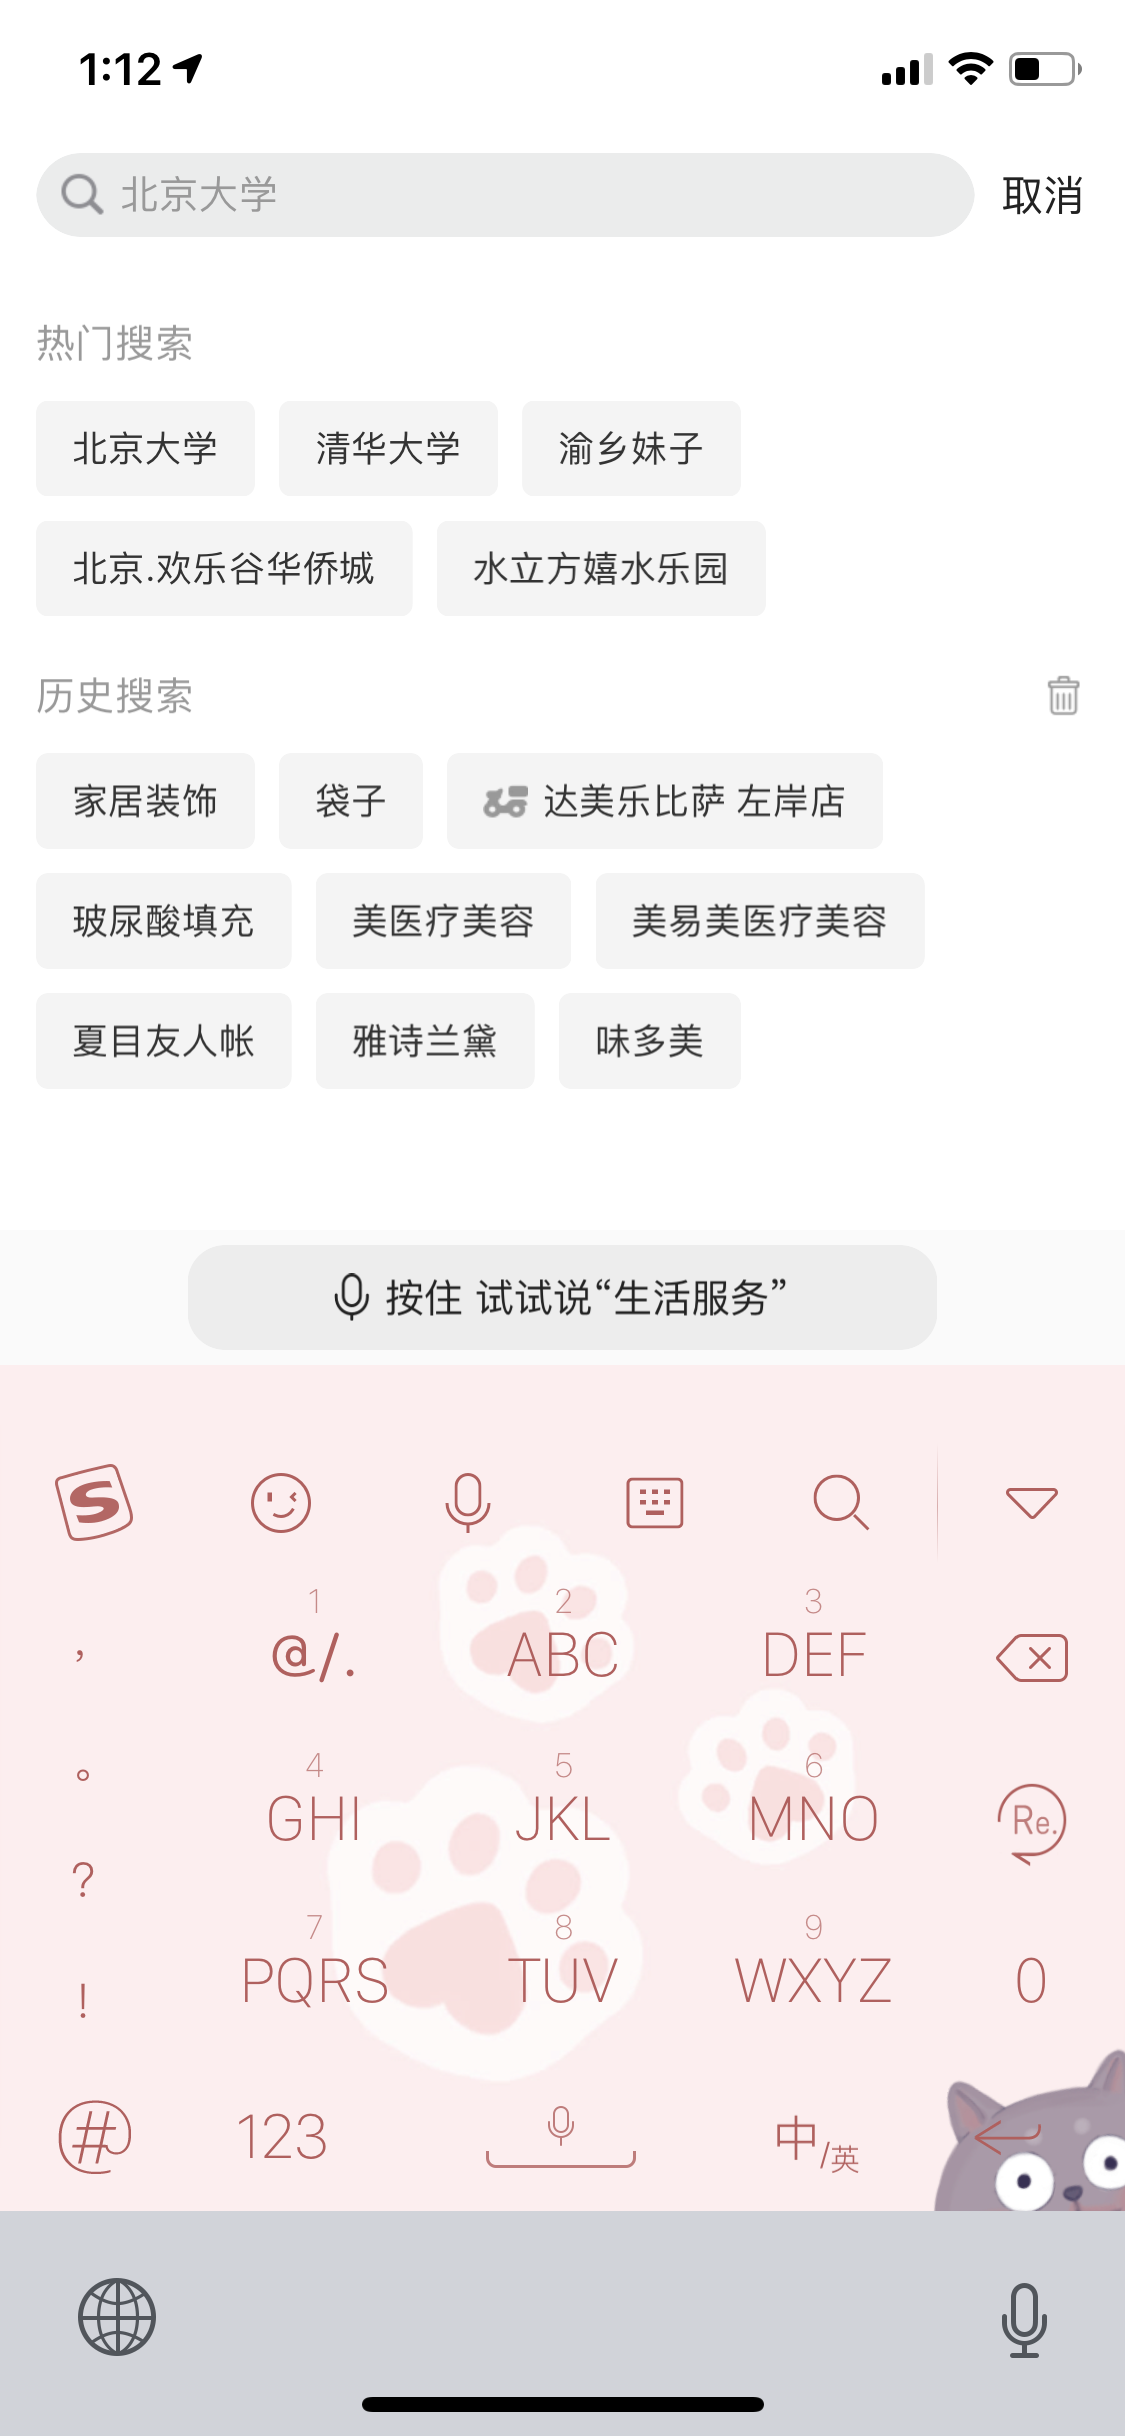 1:12
北京大学 取消
热门搜索
北京大学 清华大学 渝乡妹子
北京.欢乐谷华侨城 水立方嬉水乐园
历史搜索
家居装饰 袋子 达美乐比萨 左岸店
玻尿酸填充 美医疗美容 美易美医疗美容
夏目友人帐 雅诗兰黛 味多美
按住 试试说“生活服务”
S
1 2 3
, @/. ABC DEF
4 5 6
。 GHI JKL MNO Re.
?
7 8 9
PQRS TUV WXYZ 0
!
# 123 中/英